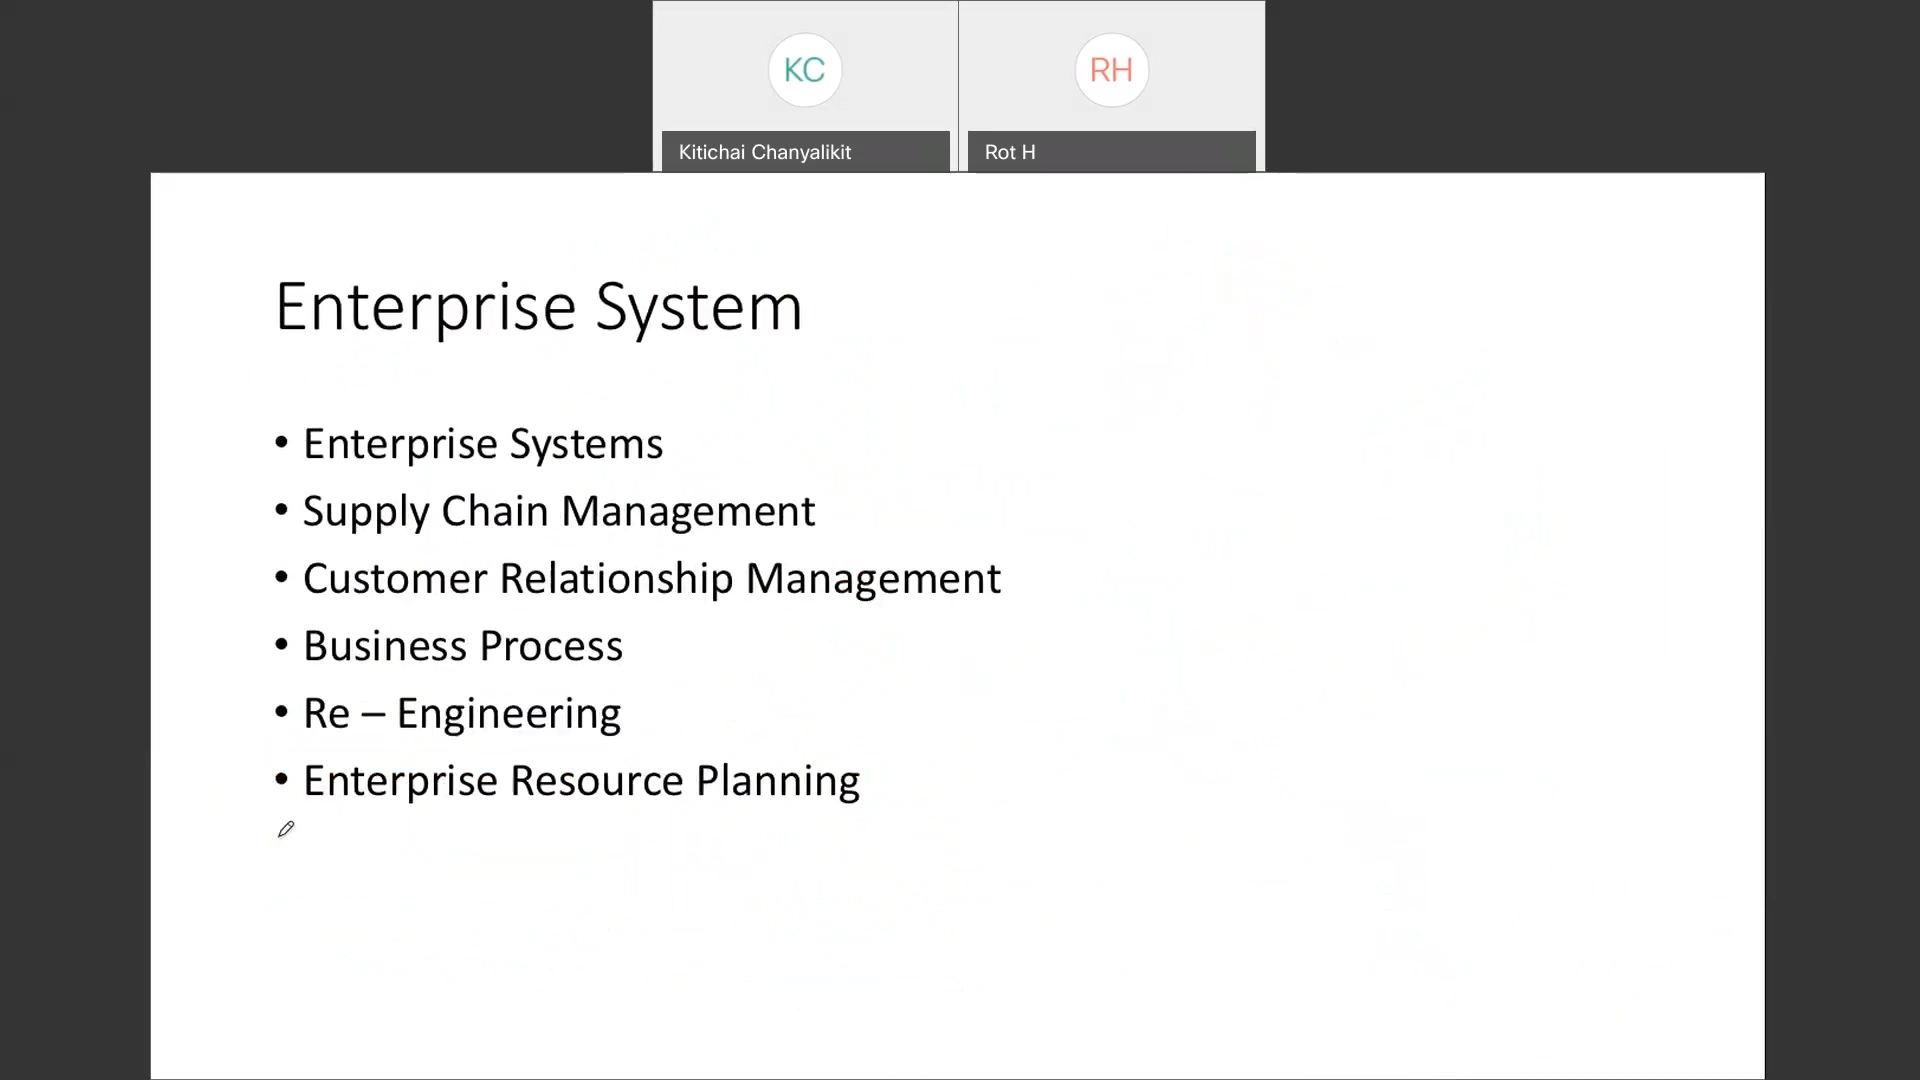 KC
RH
Kitichai Chanyalikit
Rot H
Enterprise System
• Enterprise Systems
• Supply Chain Management
• Customer Relationship Management
• Business Process
• Re – Engineering
• Enterprise Resource Planning